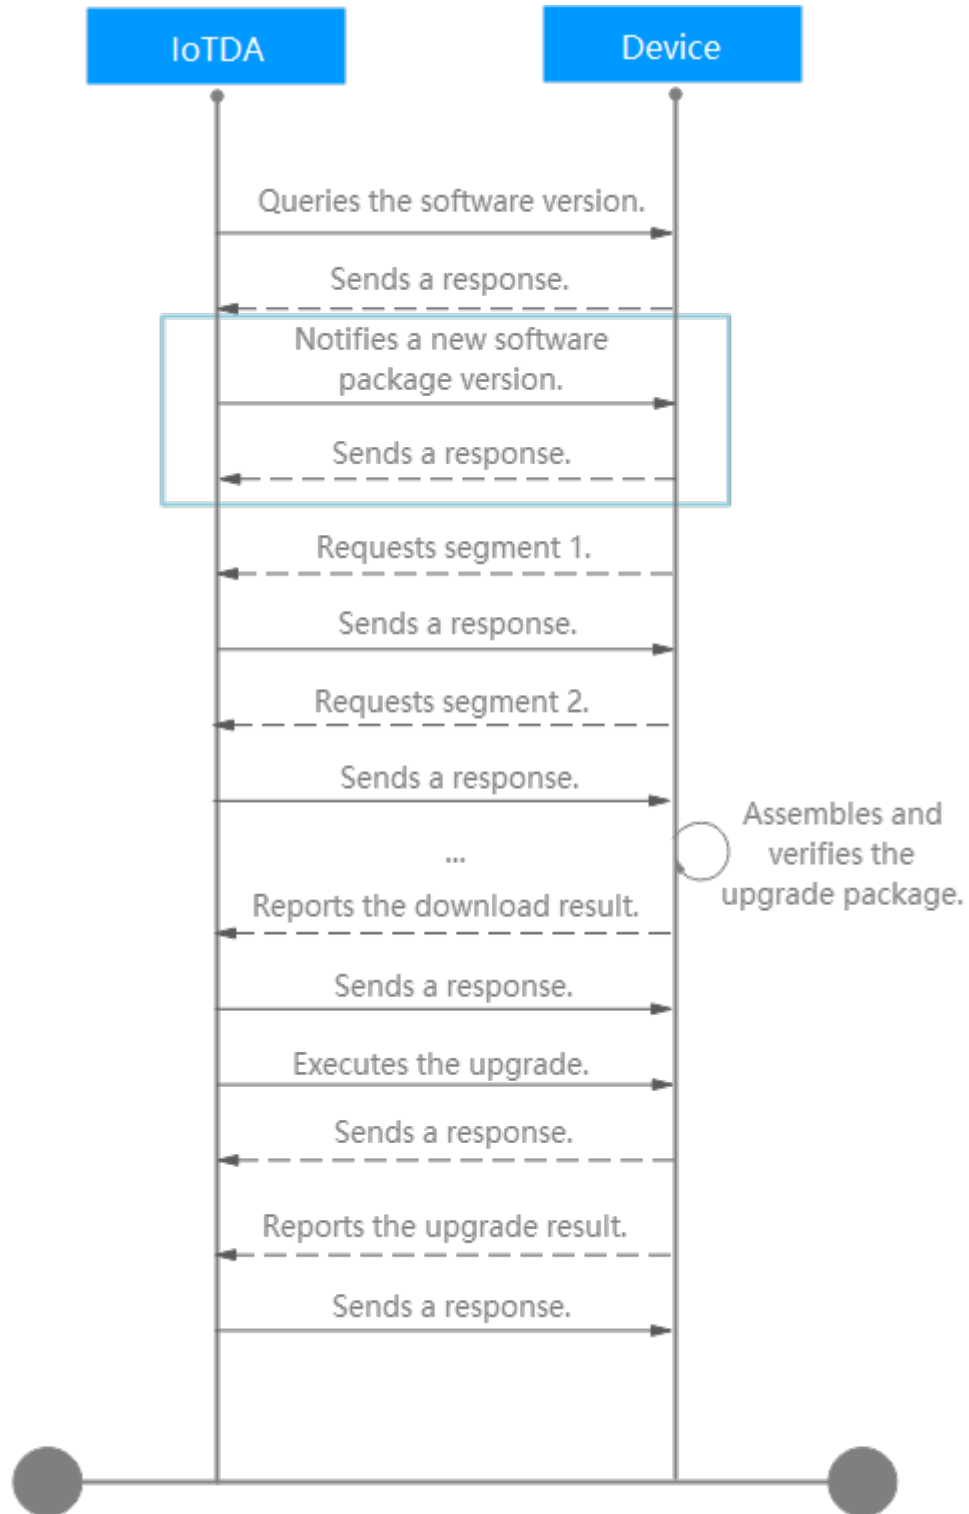 IoTDA
Device
Queries the software version.
Sends a response.
Notifies a new software
package version.
Sends a response.
Requests segment 1.
Sends a response.
Requests segment 2.
Sends a response.
Assembles and
verifies the
upgrade package.
...
Reports the download result.
Sends a response.
Executes the upgrade.
Sends a response.
Reports the upgrade result.
Sends a response.